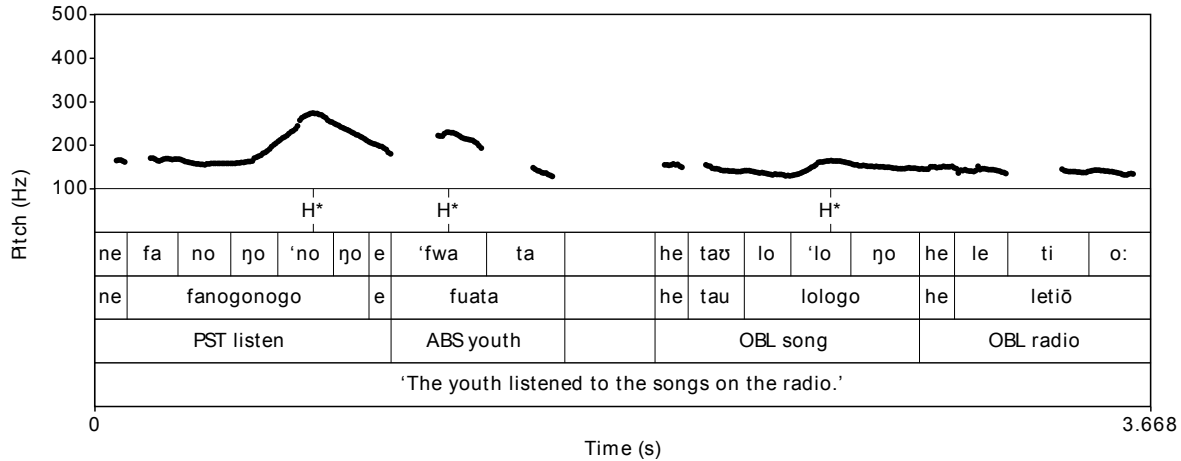 500
400
300
200
100
Pitch (Hz)
H* H* H*
ne fa no ŋo ‘no ŋo e ‘fwa ta he taʊ lo ‘lo ŋo he le ti o:
ne fanogonogo e fuata he tau lologo he letiō
PST listen ABS youth OBL song OBL radio
‘The youth listened to the songs on the radio.’
0 3.668
Time (s)